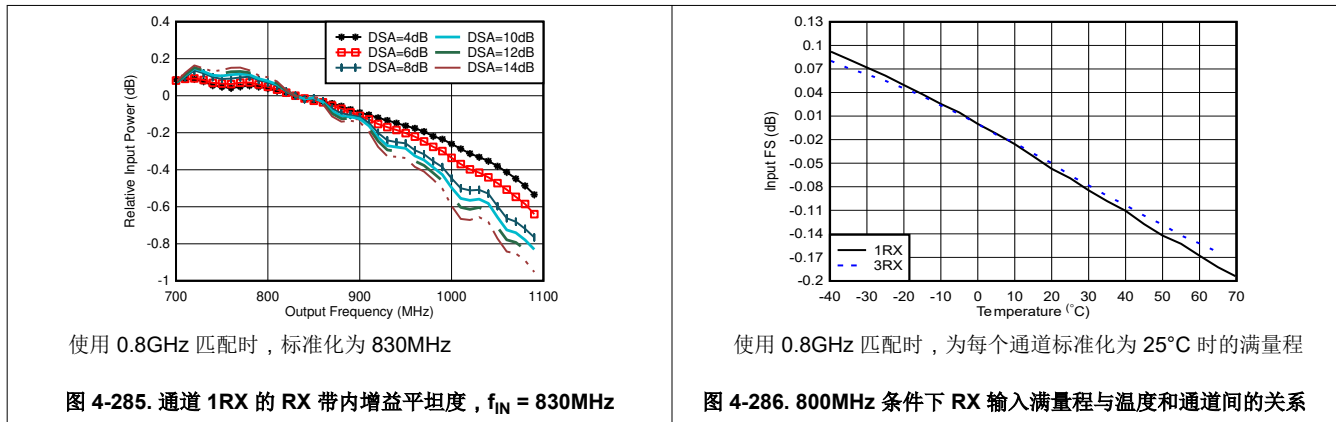 0.4
0.2
0
-0.2
-0.4
-0.6
-0.8
-1
Relative Input Power (dB)
DSA=4dB
DSA=6dB
DSA=8dB
DSA=10dB
DSA=12dB
DSA=14dB
700 800 900 1000 1100
Output Frequency (MHz)
使用 0.8GHz 匹配时，标准化为 830MHz
图 4-285. 通道 1RX 的 RX 带内增益平坦度，fIN = 830MHz
0.13
0.1
0.07
0.04
0.01
-0.02
-0.05
-0.08
-0.11
-0.14
-0.17
-0.2
Input FS (dB)
1RX
3RX
-40 -30 -20 -10 0 10 20 30 40 50 60 70
Temperature (°C)
使用 0.8GHz 匹配时，为每个通道标准化为 25°C 时的满量程
图 4-286. 800MHz 条件下 RX 输入满量程与温度和通道间的关系